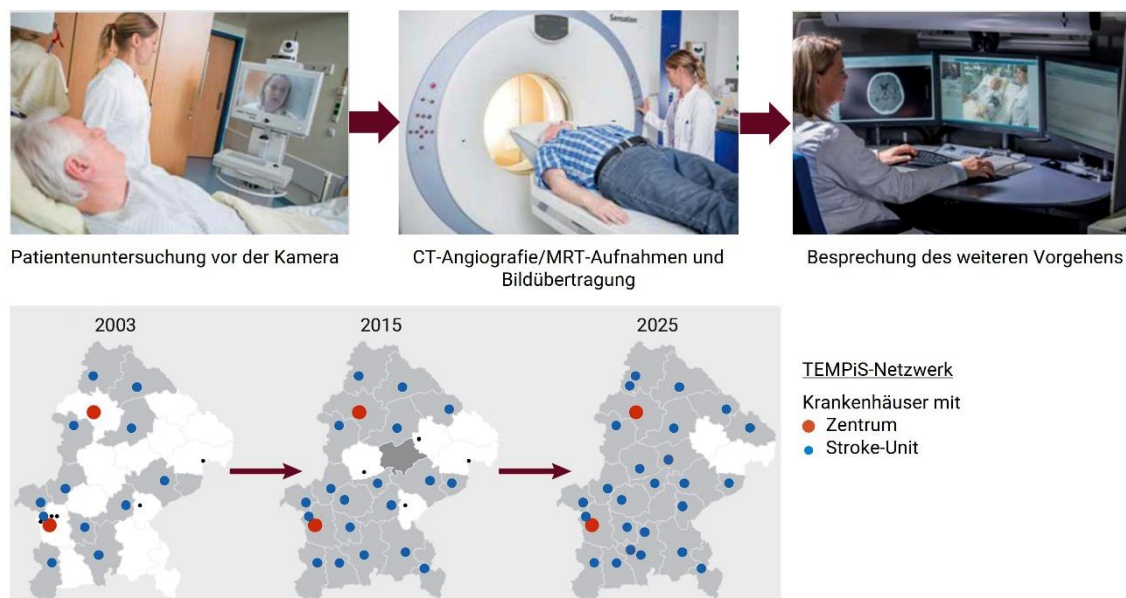 Sensation
Patientenuntersuchung vor der Kamera
CT-Angiografie/MRT-Aufnahmen und
Bildübertragung
Besprechung des weiteren Vorgehens
2003
2015
2025
TEMPiS-Netzwerk
Krankenhäuser mit
Zentrum
Stroke-Unit